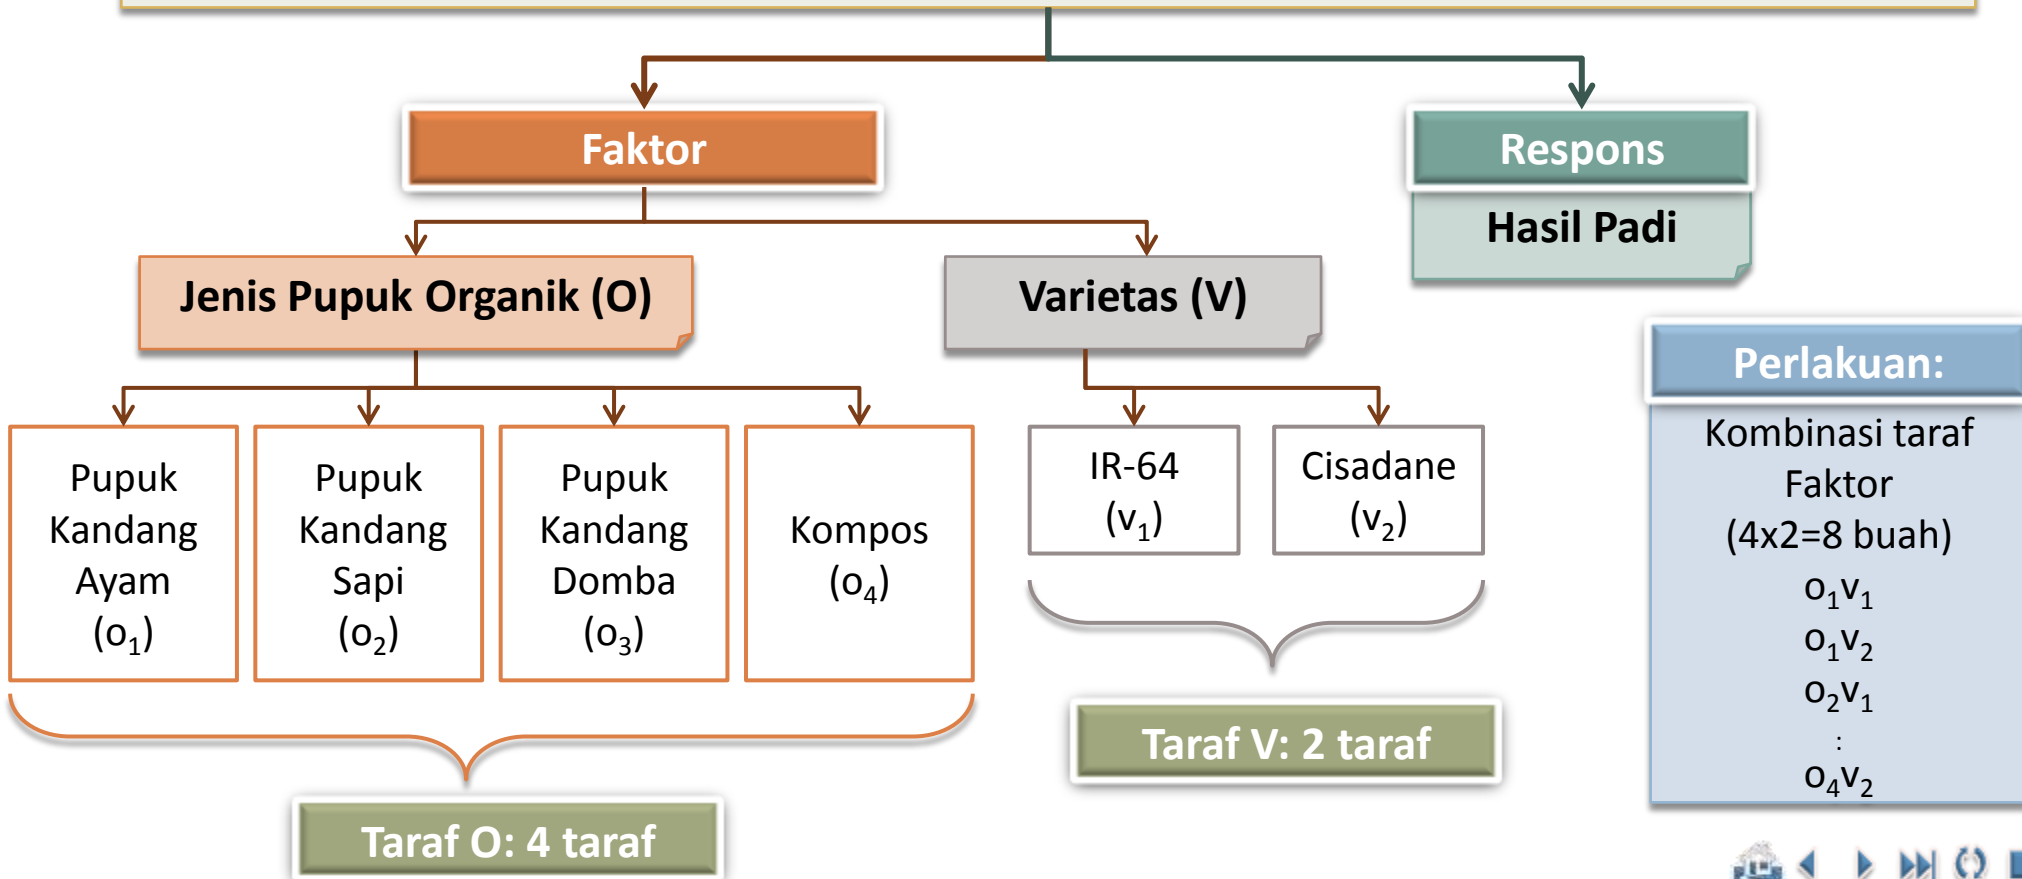 Faktor
Respons
Hasil Padi
Jenis Pupuk Organik (O)
Varietas (V)
Perlakuan:
Pupuk
Kandang
Ayam
(o₁)
Pupuk
Kandang
Sapi
(o₂)
Pupuk
Kandang
Domba
(o₃)
Kompos
(o₄)
IR-64
(v₁)
Cisadane
(v₂)
Kombinasi taraf
Faktor
(4x2=8 buah)
o₁v₁
o₁v₂
o₂v₁
:
o₄v₂
Taraf V: 2 taraf
Taraf O: 4 taraf